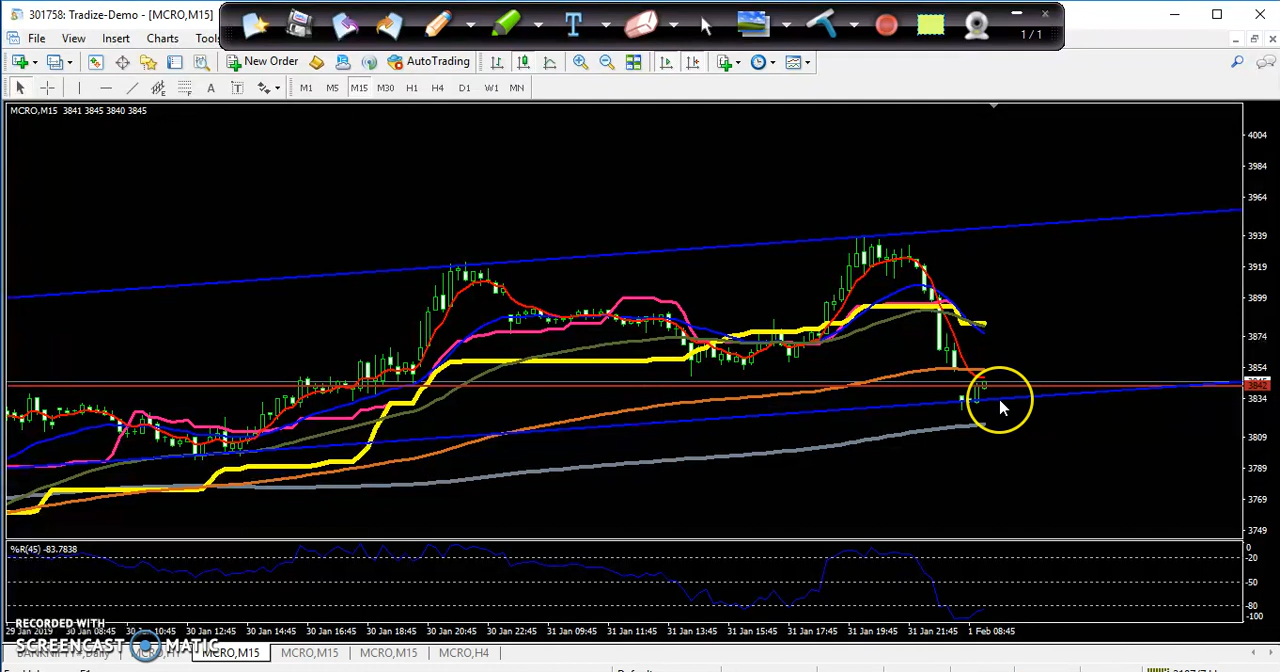 301758: Tradize-Demo - [MCRO,M15]
1 / 1
File View Insert Charts
New Order AutoTrading
A T M1 M5 M15 M30 H1 H4 D1 W1 MN
MCRO,M15 3841 3845 3840 3845
4004
3984
3964
3939
3919
3899
3874
3854
3842
3834
3809
3789
3769
3749
%R(45) -83.7838
0
-20
-50
-80
-100
RECORDED WITH
SCREENCAST MATIC
29 Jan 2019 30 Jan 08:45 30 Jan 12:45 30 Jan 14:45 30 Jan 16:45 30 Jan 18:45 30 Jan 20:45 30 Jan 22:45 31 Jan 09:45 31 Jan 11:45 31 Jan 13:45 31 Jan 15:45 31 Jan 17:45 31 Jan 19:45 31 Jan 21:45 1 Feb 08:45
MCRO,M15 MCRO,M15 MCRO,M15 MCRO,H4